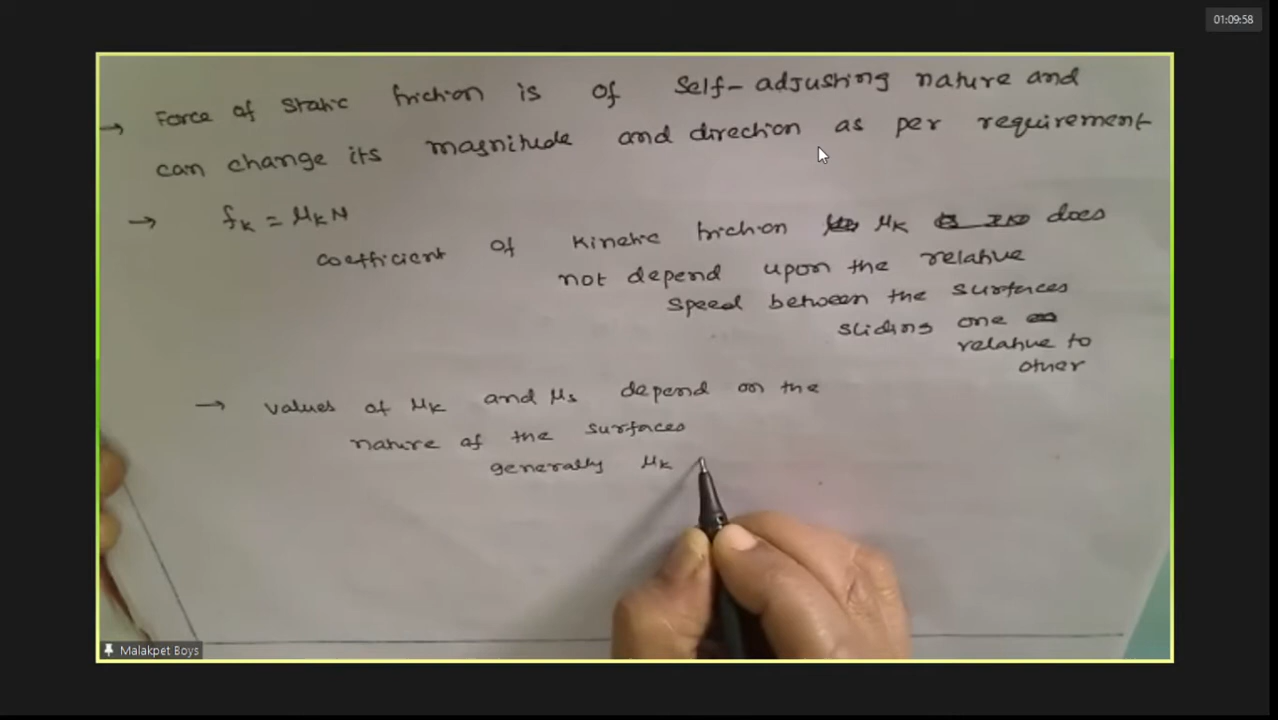 01:09:58
→ Force of static friction is of self-adjusting nature and
can change its magnitude and direction as per requirement
→ fₖ = μₖ N
coefficient of kinetic friction μₖ does
not depend upon the relative
speed between the surfaces
sliding one
relative to
other
→ values of μₖ and μₛ depend on the
nature of the surfaces
generally μₖ
Malakpet Boys